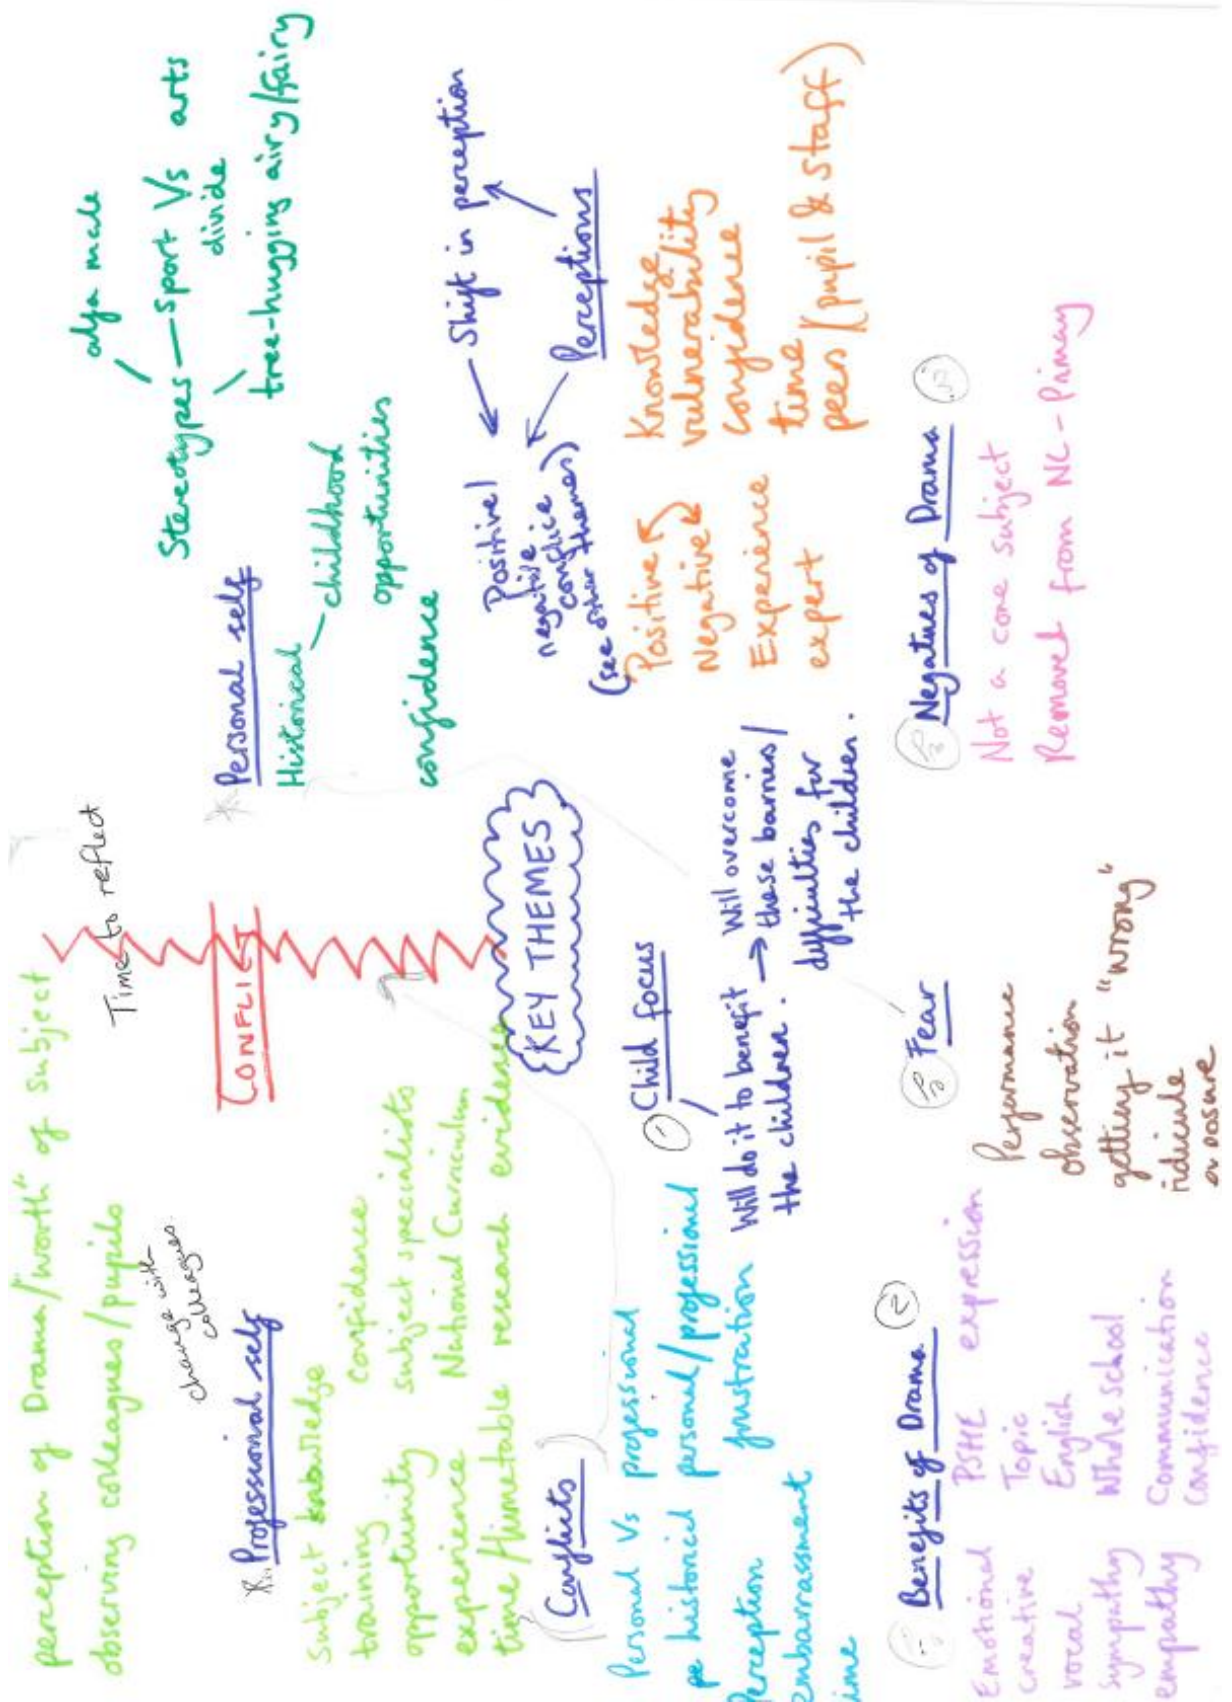 perception of Drama/"worth" of subject
observing colleagues/pupils
Time to reflect
change with
colleagues.
CONFLICT
KEY THEMES
Professional self
Subject knowledge
training confidence
opportunity subject specialists
experience National Curriculum
time/timetable research evidence
Personal self
Historical
childhood
opportunities
confidence
Stereotypes
alfa male
sport Vs arts
divide
tree-hugging airy/fairy
Conflicts
Personal Vs professional
pe historical personal/professional
Perception frustration
embarrassment
ime
① Child focus
Will do it to benefit
the children.
Will overcome
these barriers/
difficulties for
the children.
Perceptions
Shift in perception
Positive/
negative
conflice
(see other themes)
Positive
Negative
Experience
expert
Knowledge
vulnerability
confidence
time
peers (pupil & staff)
Benefits of Drama ②
Emotional PSHE expression
creative Topic
vocal English
sympathy Whole school
empathy Communication
confidence
Fear
Performance
observation
getting it "wrong"
ridicule
Negatives of Drama
Not a core subject
Removed from NC - Primary